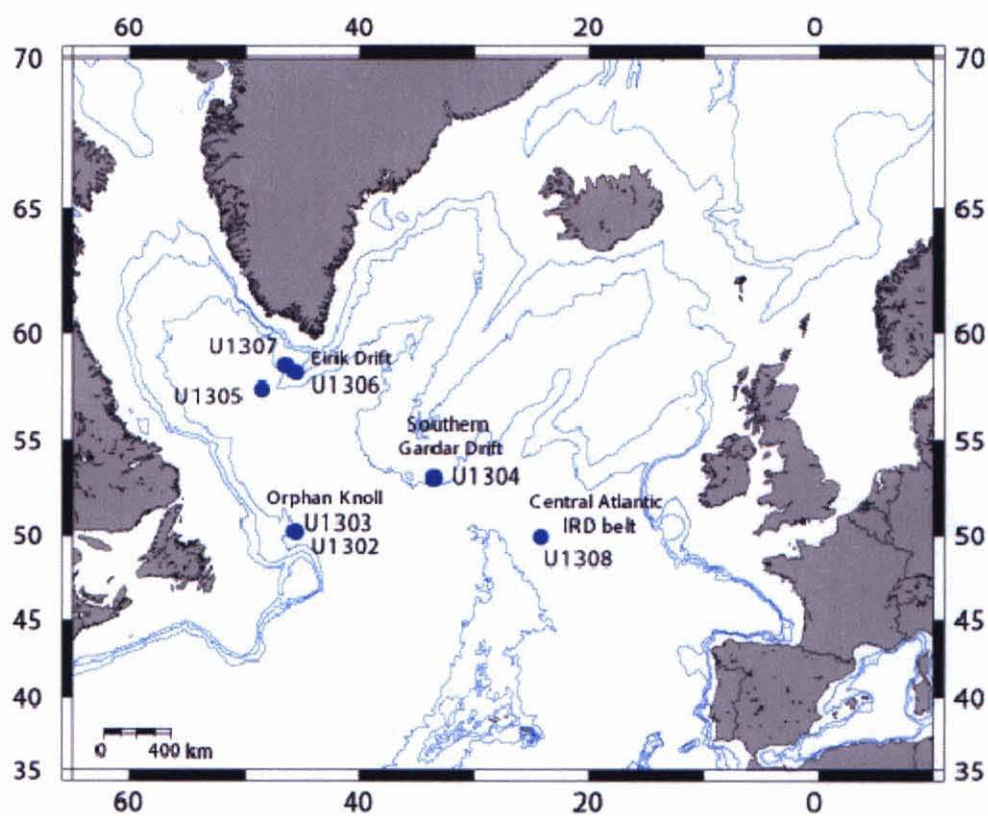 60 40 20 0
70 70
65 65
60 60
U1307
Eirik Drift
U1306
U1305
55 55
Southern
Gardar Drift
U1304
Orphan Knoll
U1303
U1302
Central Atlantic
IRD belt
U1308
50 50
45 45
40 40
0 400 km
35 35
60 40 20 0